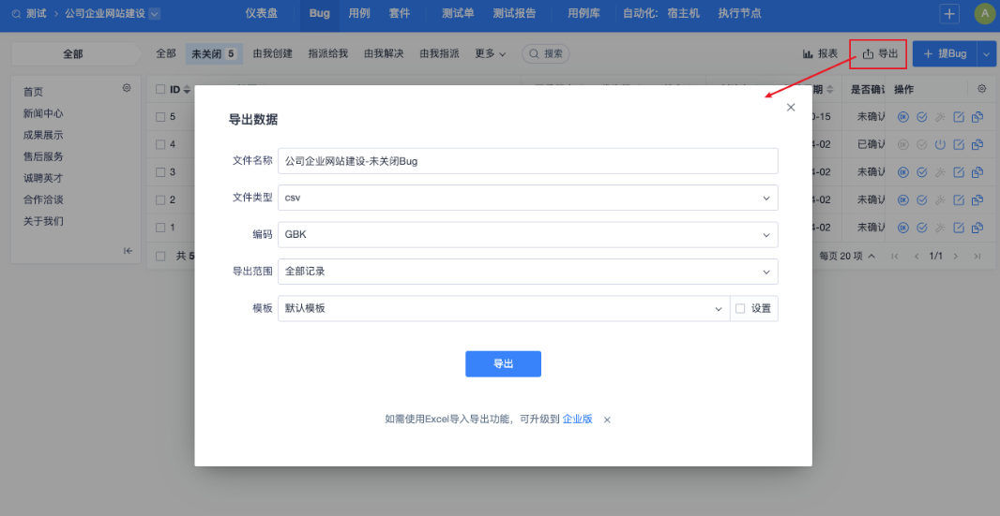 测试 > 公司企业网站建设 仪表盘 Bug 用例 套件 测试单 测试报告 用例库 自动化: 宿主机 执行节点 A
全部 全部 未关闭 5 由我创建 指派给我 由我解决 由我指派 更多 搜索 报表 导出 + 提Bug
首页
新闻中心
成果展示
售后服务
诚聘英才
合作洽谈
关于我们
ID 期 是否确认 操作
5 0-15 未确认
4 4-02 已确认
3 4-02 未确认
2 4-02 未确认
1 4-02 未确认
共 5 每页 20 项 1/1
导出数据
文件名称 公司企业网站建设-未关闭Bug
文件类型 csv
编码 GBK
导出范围 全部记录
模板 默认模板 设置
导出
如需使用Excel导入导出功能，可升级到 企业版 ×